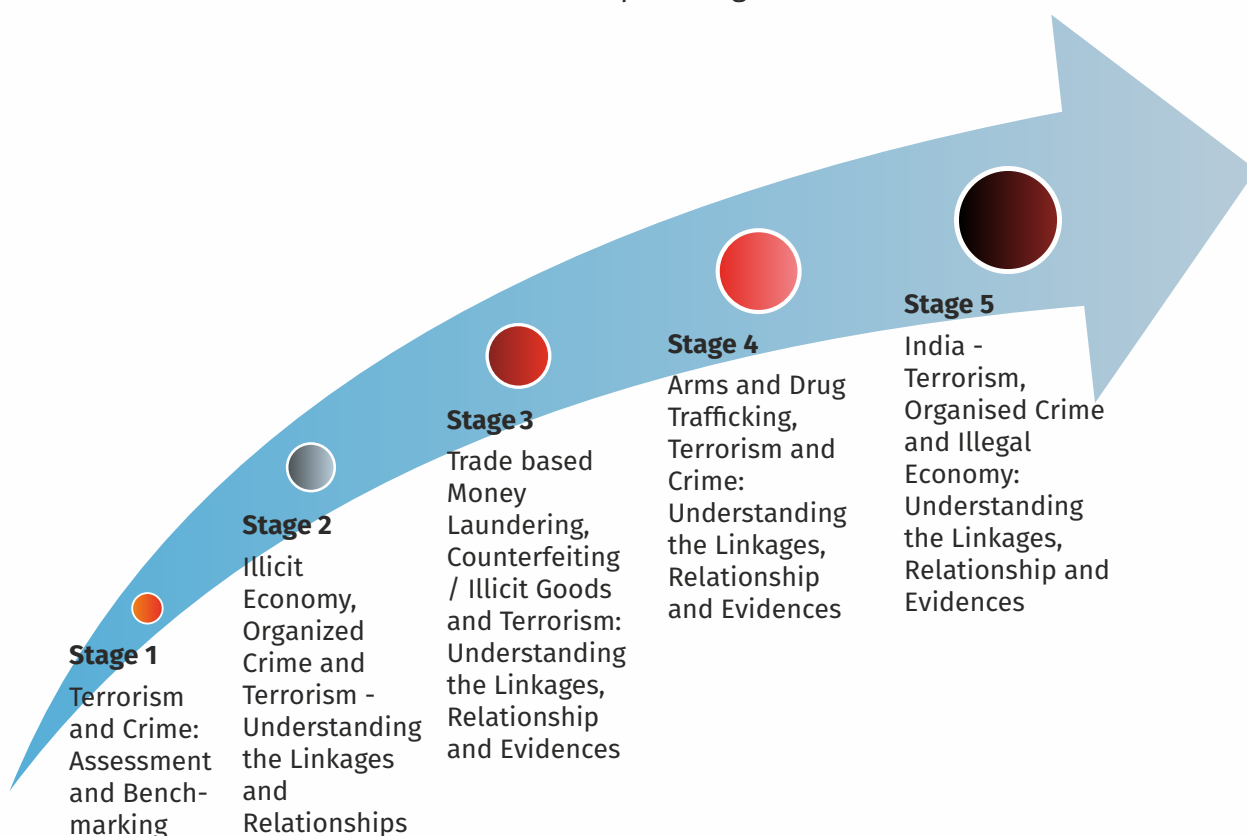 Stage 1
Terrorism
and Crime:
Assessment
and Bench-
marking
Stage 2
Illicit
Economy,
Organized
Crime and
Terrorism -
Understanding
the Linkages
and
Relationships
Stage 3
Trade based
Money
Laundering,
Counterfeiting
/ Illicit Goods
and Terrorism:
Understanding
the Linkages,
Relationship
and Evidences
Stage 4
Arms and Drug
Trafficking,
Terrorism and
Crime:
Understanding
the Linkages,
Relationship
and Evidences
Stage 5
India -
Terrorism,
Organised Crime
and Illegal
Economy:
Understanding
the Linkages,
Relationship and
Evidences